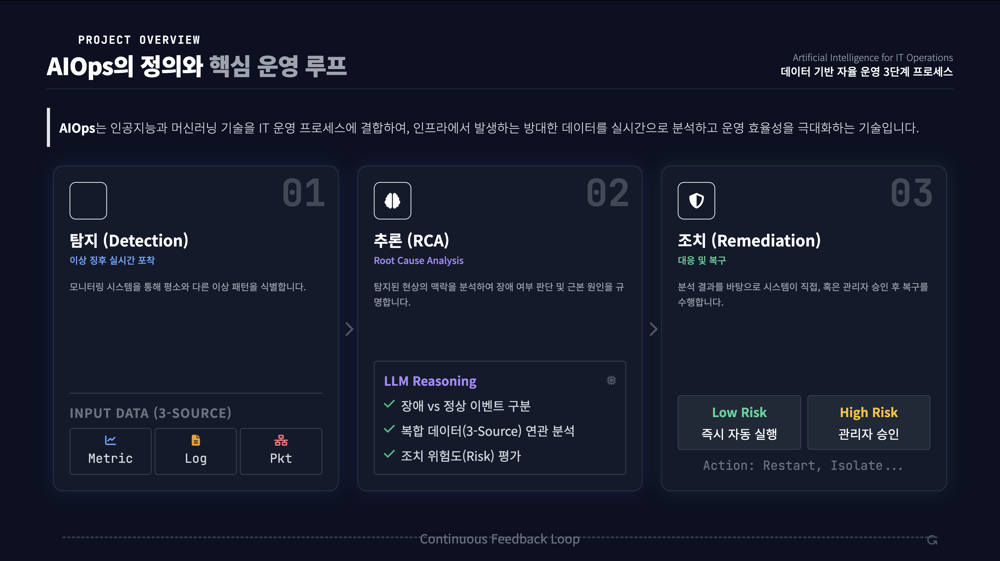 PROJECT OVERVIEW
AIOps의 정의와 핵심 운영 루프
Artificial Intelligence for IT Operations
데이터 기반 자율 운영 3단계 프로세스
AIOps는 인공지능과 머신러닝 기술을 IT 운영 프로세스에 결합하여, 인프라에서 발생하는 방대한 데이터를 실시간으로 분석하고 운영 효율성을 극대화하는 기술입니다.
01
탐지 (Detection)
이상 징후 실시간 포착
모니터링 시스템을 통해 평소와 다른 이상 패턴을 식별합니다.
INPUT DATA (3-SOURCE)
Metric
Log
Pkt
02
추론 (RCA)
Root Cause Analysis
탐지된 현상의 맥락을 분석하여 장애 여부 판단 및 근본 원인을 규
명합니다.
LLM Reasoning
장애 vs 정상 이벤트 구분
복합 데이터(3-Source) 연관 분석
조치 위험도(Risk) 평가
03
조치 (Remediation)
대응 및 복구
분석 결과를 바탕으로 시스템이 직접, 혹은 관리자 승인 후 복구를
수행합니다.
Low Risk
즉시 자동 실행
High Risk
관리자 승인
Action: Restart, Isolate...
Continuous Feedback Loop